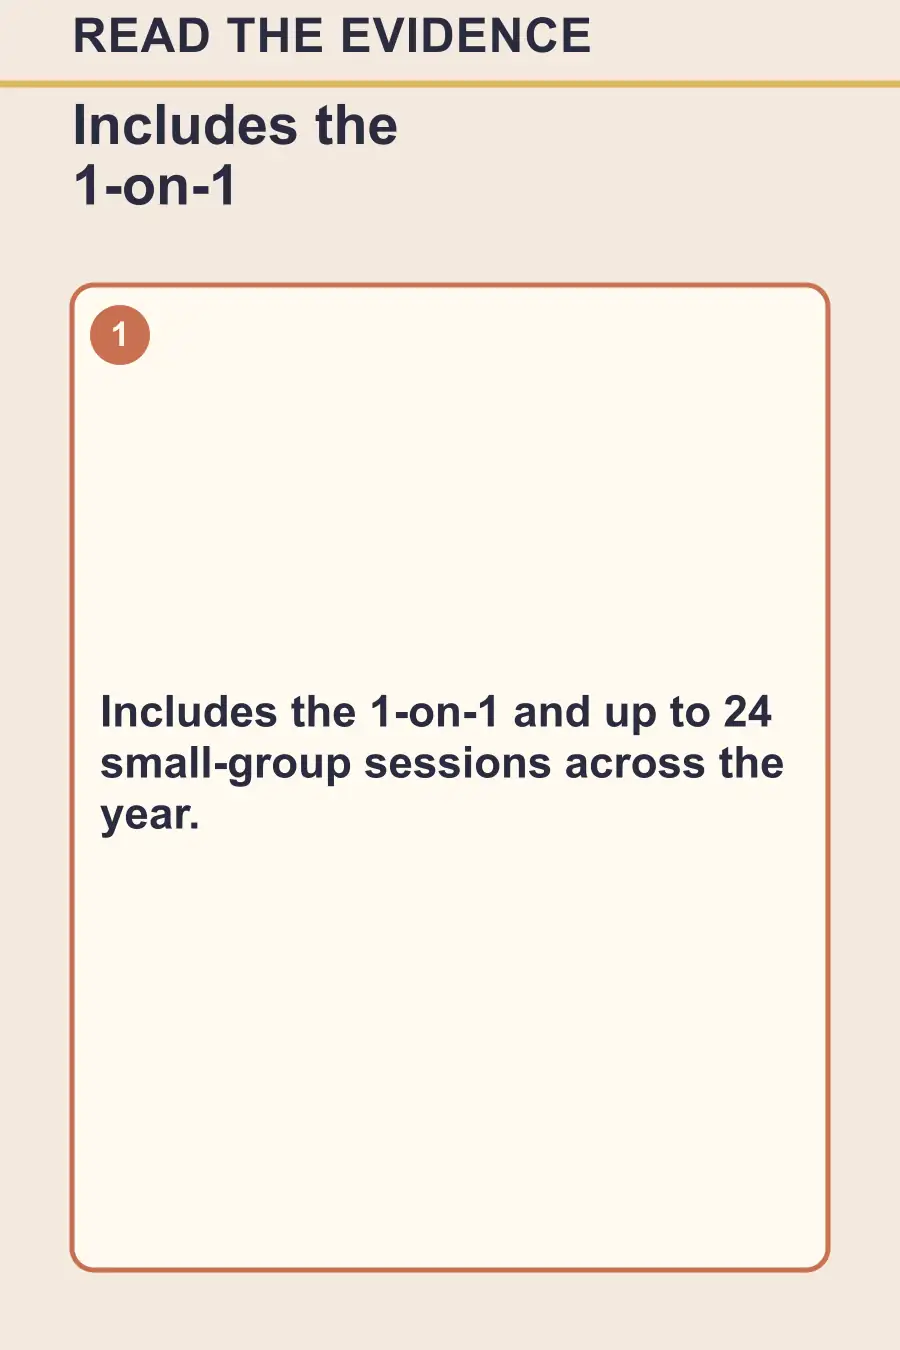 READ THE EVIDENCE
Includes the
1-on-1
1
Includes the 1-on-1 and up to 24
small-group sessions across the
year.